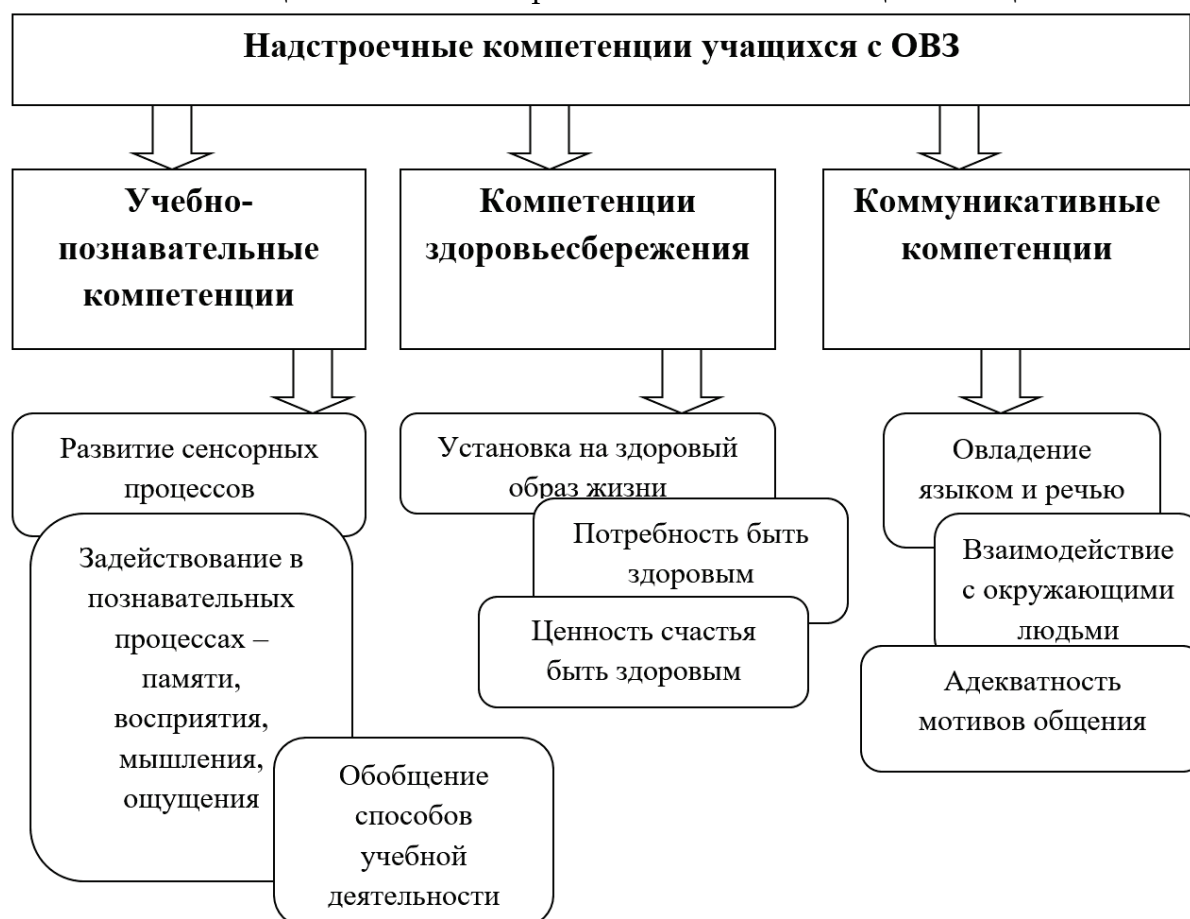 Надстроечные компетенции учащихся с ОВЗ
Учебно-
познавательные
компетенции
Компетенции
здоровьесбережения
Коммуникативные
компетенции
Развитие сенсорных
процессов
Задействование в
познавательных
процессах –
памяти,
восприятия,
мышления,
ощущения
Обобщение
способов
учебной
деятельности
Установка на здоровый
образ жизни
Потребность быть
здоровым
Ценность счастья
быть здоровым
Овладение
языком и речью
Взаимодействие
с окружающими
людьми
Адекватность
мотивов общения